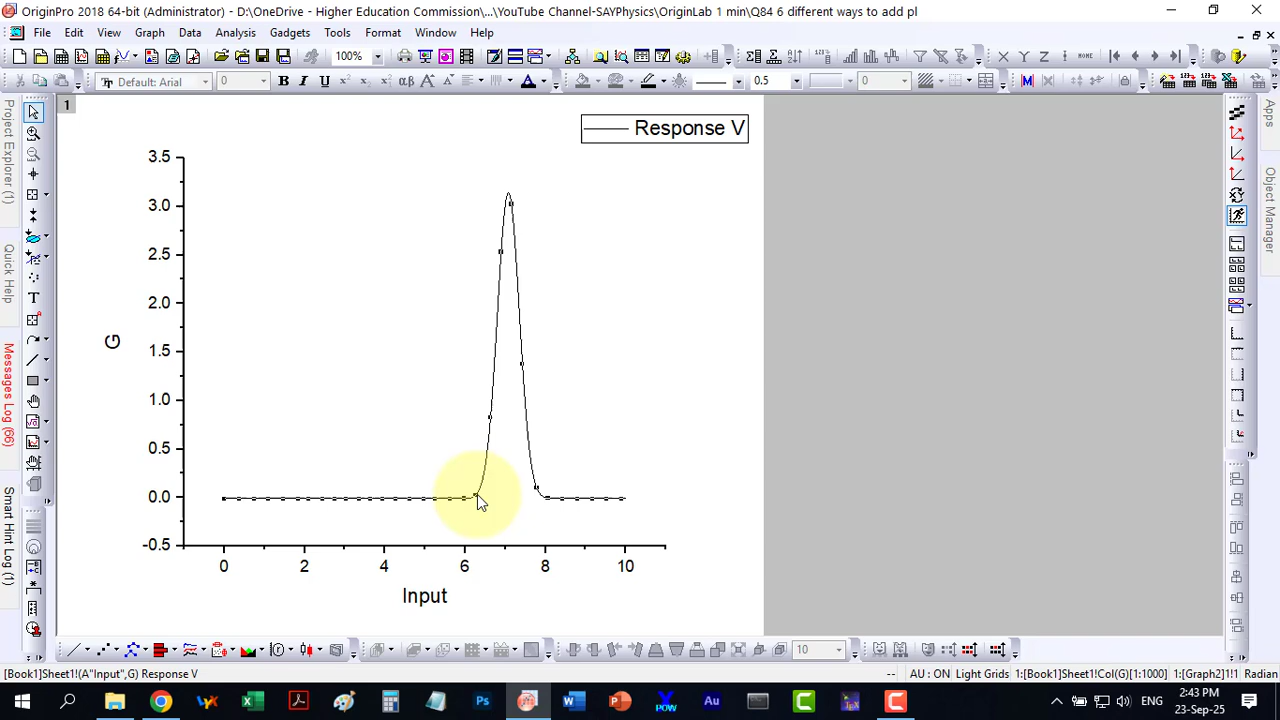 OriginPro 2018 64-bit (Administrator) - D:\OneDrive - Higher Education Commission\...\YouTube Channel-SAYPhysics\OriginLab 1 min\Q84 6 different ways to add pl
File Edit View Graph Data Analysis Gadgets Tools Format Window Help
100%
Default: Arial 0 B I U αβ A A 0.5 0
Project Explorer (1)
Quick Help
Messages Log (66)
Smart Hint Log (1)
Apps
Object Manager
1
Response V
3.5
3.0
2.5
2.0
1.5
1.0
0.5
0.0
-0.5
G
0 2 4 6 8 10
Input
10
[Book1]Sheet1!(A"Input",G) Response V -- AU : ON Light Grids 1:[Book1]Sheet1!Col(G)[1:1000] 1:[Graph2]1!1 Radian
ENG 2:43 PM
23-Sep-25